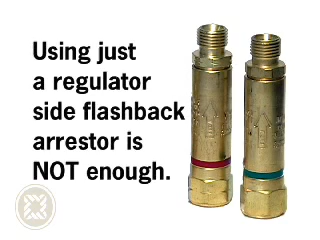 Using just
a regulator
side flashback
arrestor is
NOT enough.